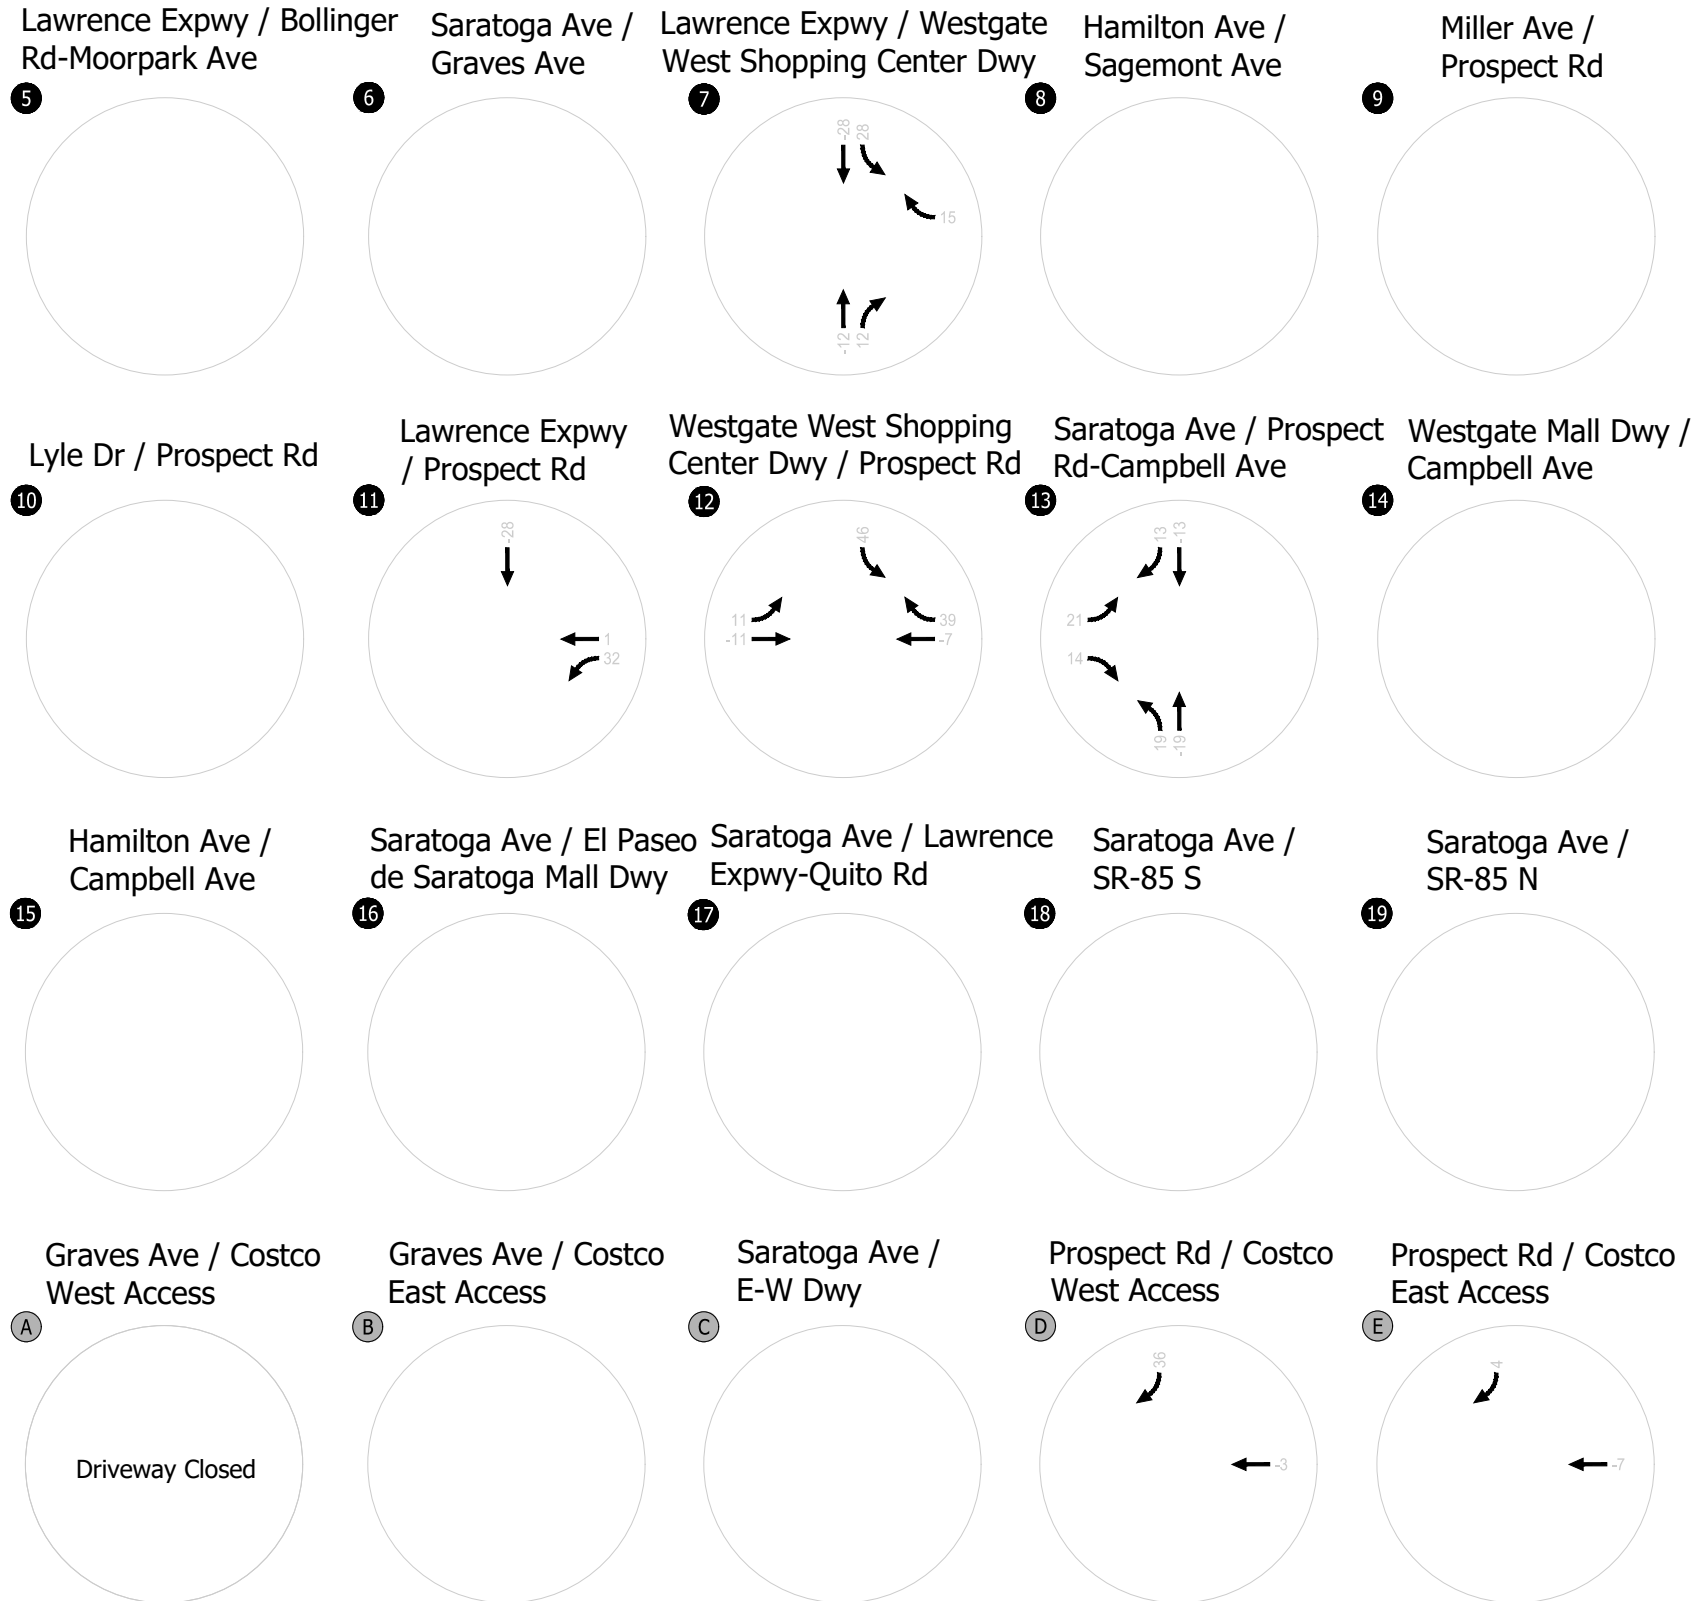 Lawrence Expwy / Bollinger
Rd-Moorpark Ave
5
Saratoga Ave /
Graves Ave
6
Lawrence Expwy / Westgate
West Shopping Center Dwy
7
-28
28
15
-12
12
Hamilton Ave /
Sagemont Ave
8
Miller Ave /
Prospect Rd
9
Lyle Dr / Prospect Rd
10
Lawrence Expwy
/ Prospect Rd
11
-28
1
32
Westgate West Shopping
Center Dwy / Prospect Rd
12
46
11
-11
39
-7
Saratoga Ave / Prospect
Rd-Campbell Ave
13
13
-13
21
14
19
-19
Westgate Mall Dwy /
Campbell Ave
14
Hamilton Ave /
Campbell Ave
15
Saratoga Ave / El Paseo
de Saratoga Mall Dwy
16
Saratoga Ave / Lawrence
Expwy-Quito Rd
17
Saratoga Ave /
SR-85 S
18
Saratoga Ave /
SR-85 N
19
Graves Ave / Costco
West Access
A
Driveway Closed
Graves Ave / Costco
East Access
B
Saratoga Ave /
E-W Dwy
C
Prospect Rd / Costco
West Access
D
36
-3
Prospect Rd / Costco
East Access
E
4
-7